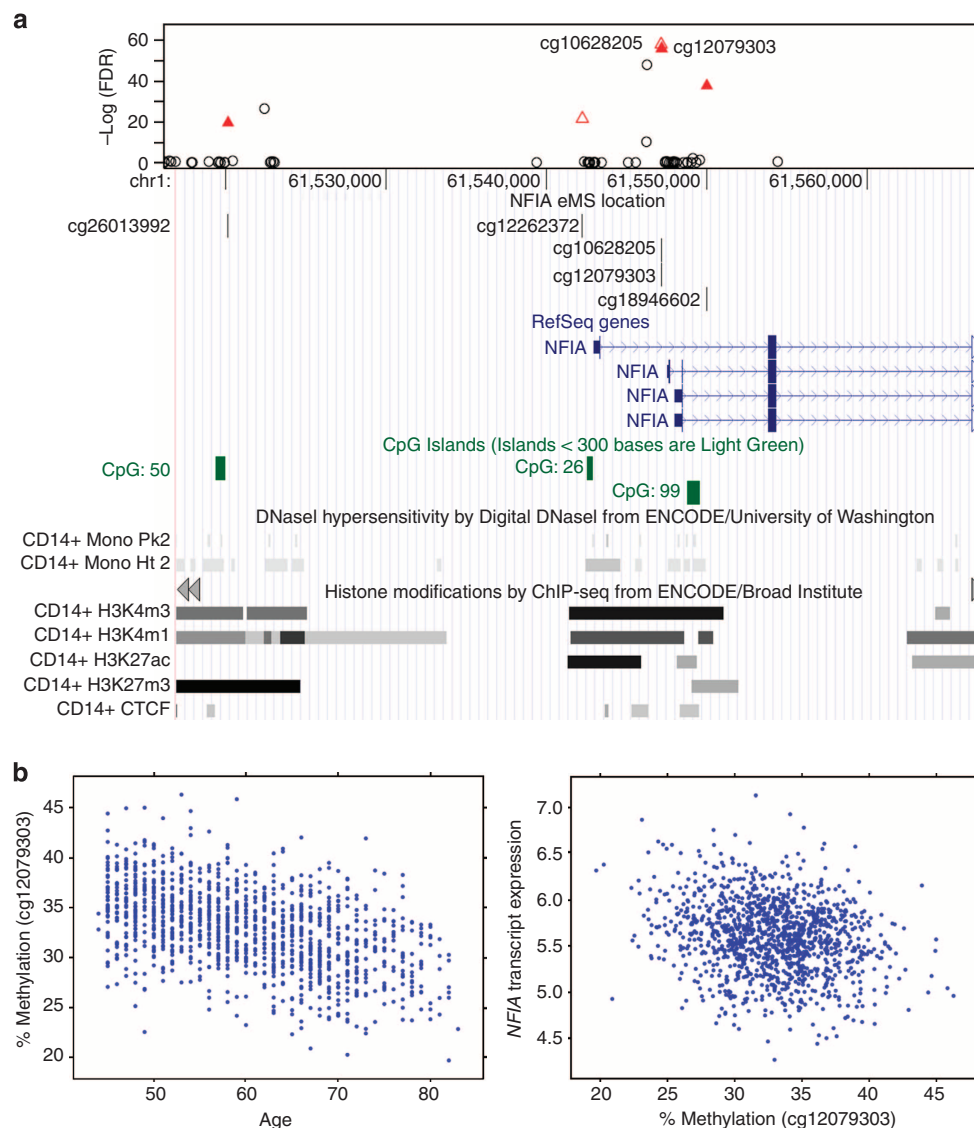 a
60
40
20
0
–Log (FDR)
cg10628205
cg12079303
chr1:
61,530,000
61,540,000
61,550,000
61,560,000
NFIA eMS location
cg26013992
cg12262372
cg10628205
cg12079303
cg18946602
RefSeq genes
NFIA
NFIA
NFIA
NFIA
CpG Islands (Islands < 300 bases are Light Green)
CpG: 50
CpG: 26
CpG: 99
DNaseI hypersensitivity by Digital DNaseI from ENCODE/University of Washington
CD14+ Mono Pk2
CD14+ Mono Ht 2
Histone modifications by ChIP-seq from ENCODE/Broad Institute
CD14+ H3K4m3
CD14+ H3K4m1
CD14+ H3K27ac
CD14+ H3K27m3
CD14+ CTCF
b
% Methylation (cg12079303)
45
40
35
30
25
20
50
60
70
80
Age
NFIA transcript expression
7.0
6.5
6.0
5.5
5.0
4.5
20
25
30
35
40
45
% Methylation (cg12079303)